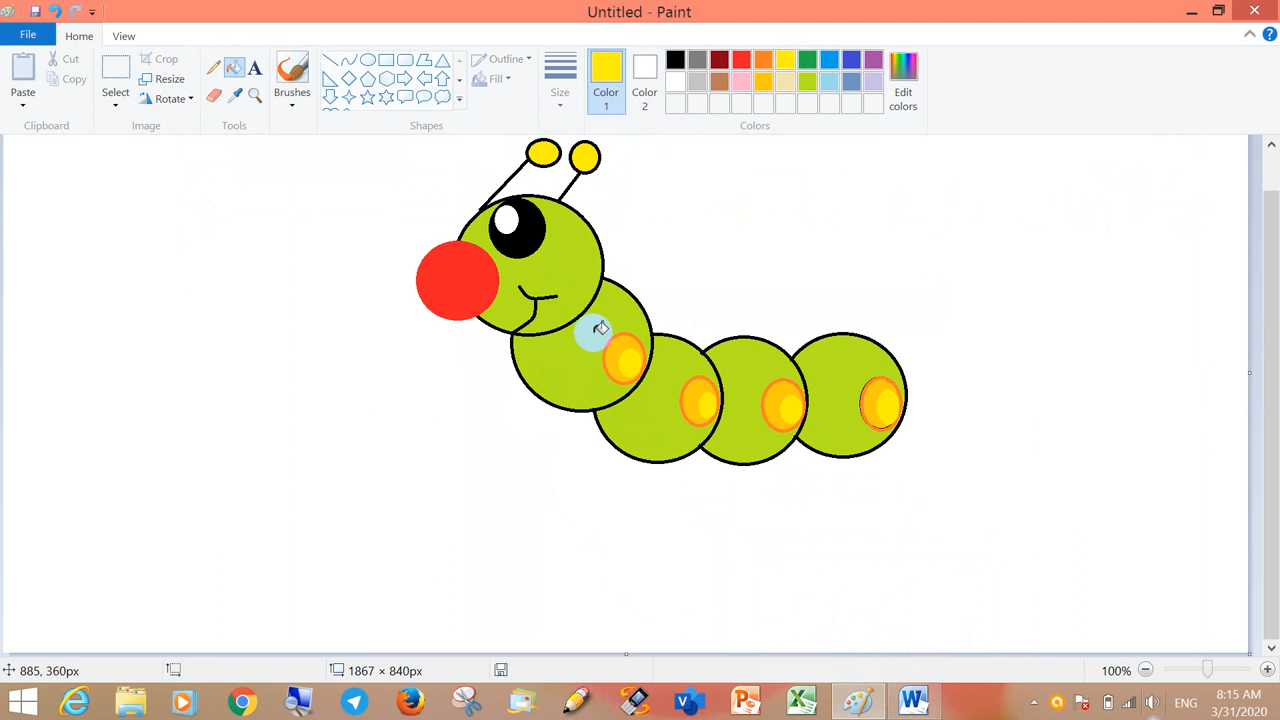 Untitled - Paint
File
Home
View
Paste
Cut
Copy
Clipboard
Select
Crop
Resize
Rotate
Image
A
Tools
Brushes
Outline
Fill
Shapes
Size
Color
1
Color
2
Edit
colors
Colors
885, 360px
1867 × 840px
100%
ENG
8:15 AM
3/31/2020